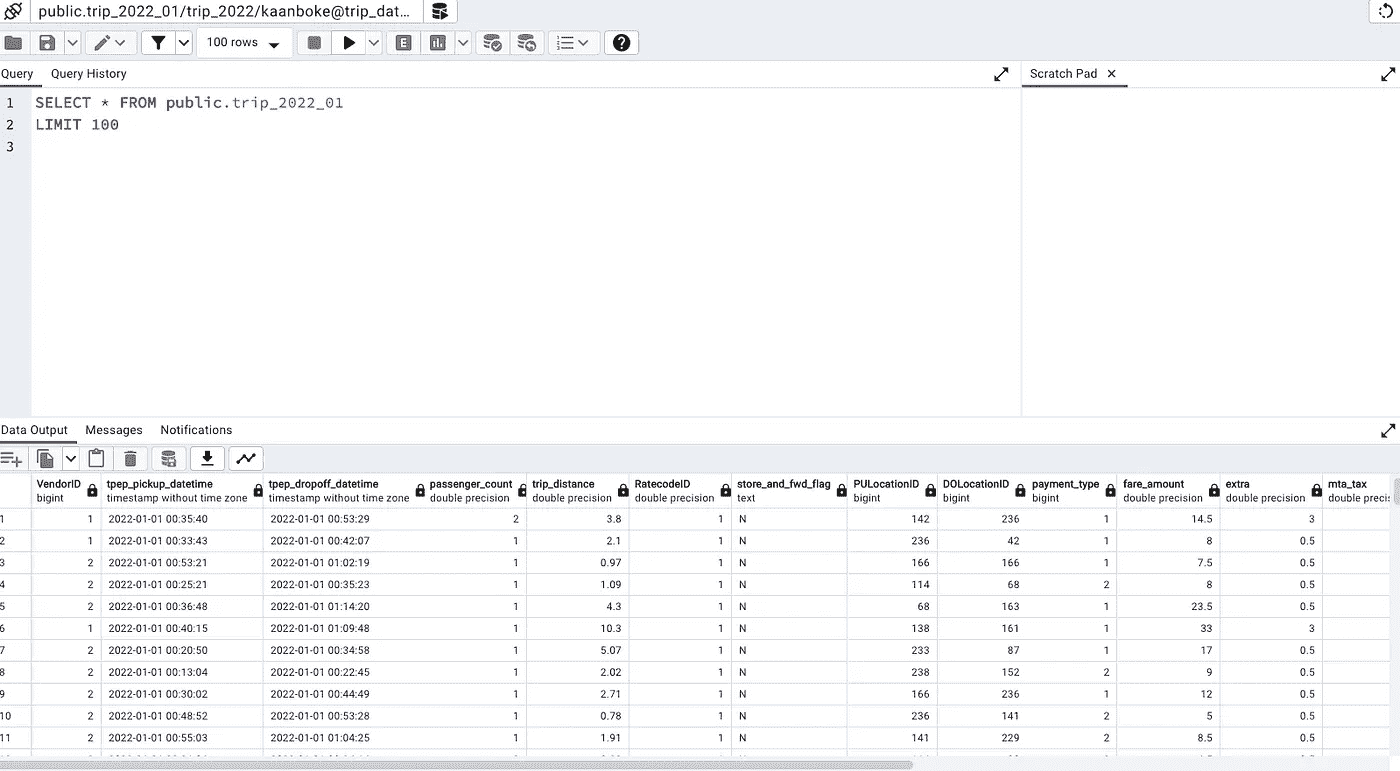 public.trip_2022_01/trip_2022/kaanboke@trip_dat...
100 rows
E
?
Query Query History Scratch Pad
1 SELECT * FROM public.trip_2022_01
2 LIMIT 100
3
Data Output Messages Notifications
VendorID tpep_pickup_datetime tpep_dropoff_datetime passenger_count trip_distance RatecodeID store_and_fwd_flag PULocationID DOLocationID payment_type fare_amount extra mta_tax
bigint timestamp without time zone timestamp without time zone double precision double precision double precision text bigint bigint bigint double precision double precision double preci
1 1 2022-01-01 00:35:40 2022-01-01 00:53:29 2 3.8 1 N 142 236 1 14.5 3
2 1 2022-01-01 00:33:43 2022-01-01 00:42:07 1 2.1 1 N 236 42 1 8 0.5
3 2 2022-01-01 00:53:21 2022-01-01 01:02:19 1 0.97 1 N 166 166 1 7.5 0.5
4 2 2022-01-01 00:25:21 2022-01-01 00:35:23 1 1.09 1 N 114 68 2 8 0.5
5 2 2022-01-01 00:36:48 2022-01-01 01:14:20 1 4.3 1 N 68 163 1 23.5 0.5
6 1 2022-01-01 00:40:15 2022-01-01 01:09:48 1 10.3 1 N 138 161 1 33 3
7 2 2022-01-01 00:20:50 2022-01-01 00:34:58 1 5.07 1 N 233 87 1 17 0.5
8 2 2022-01-01 00:13:04 2022-01-01 00:22:45 1 2.02 1 N 238 152 2 9 0.5
9 2 2022-01-01 00:30:02 2022-01-01 00:44:49 1 2.71 1 N 166 236 1 12 0.5
10 2 2022-01-01 00:48:52 2022-01-01 00:53:28 1 0.78 1 N 236 141 2 5 0.5
11 2 2022-01-01 00:55:03 2022-01-01 01:04:25 1 1.91 1 N 141 229 2 8.5 0.5